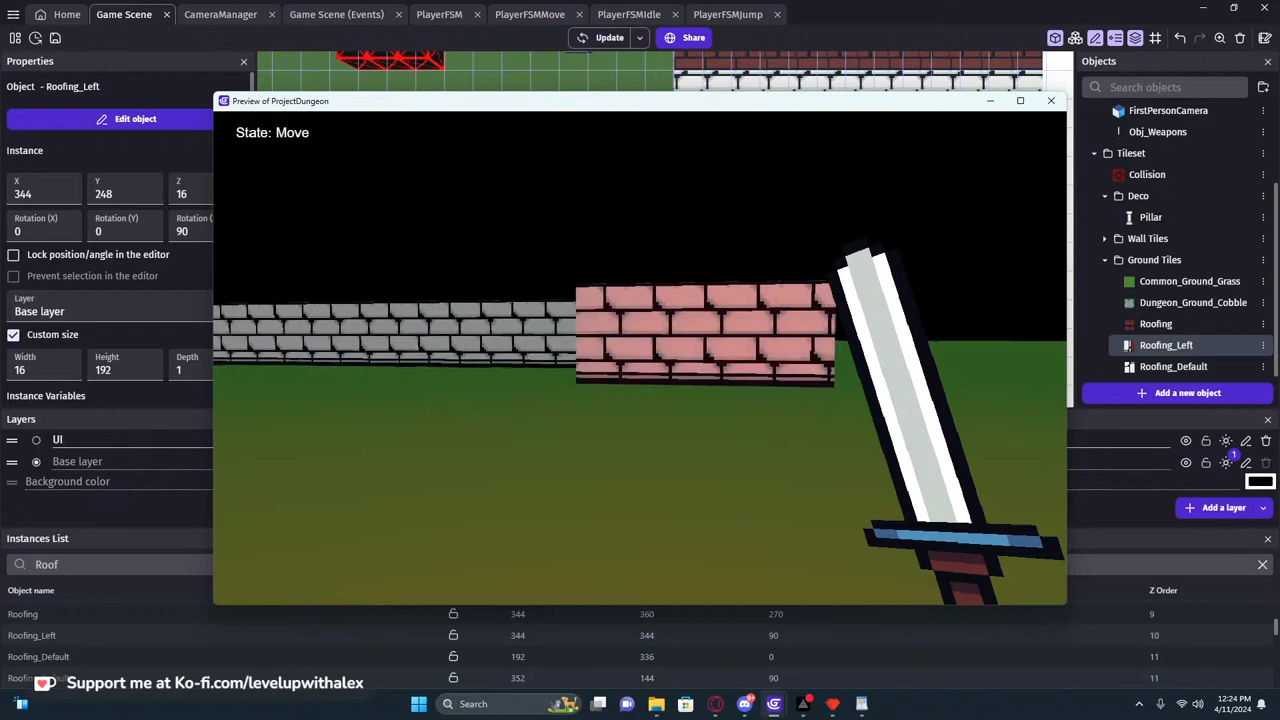 Home
Game Scene
CameraManager
Game Scene (Events)
PlayerFSM
PlayerFSMMove
PlayerFSMIdle
PlayerFSMJump
Update
Share
Properties
Object - Roofing_Left
Edit object
Instance
X
344
Y
248
Z
16
Rotation (X)
0
Rotation (Y)
0
Rotation (
90
Lock position/angle in the editor
Prevent selection in the editor
Layer
Base layer
Custom size
Width
16
Height
192
Depth
1
Instance Variables
Layers
UI
Base layer
Background color
Instances List
Roof
Object name
Z Order
Roofing
344
360
270
9
Roofing_Left
344
344
90
10
Roofing_Default
192
336
0
11
352
144
90
11
Preview of ProjectDungeon
State: Move
Objects
Search objects
FirstPersonCamera
Obj_Weapons
Tileset
Collision
Deco
Pillar
Wall Tiles
Ground Tiles
Common_Ground_Grass
Dungeon_Ground_Cobble
Roofing
Roofing_Left
Roofing_Default
Add a new object
1
Add a layer
Support me at Ko-fi.com/levelupwithalex
Search
12:24 PM
4/11/2024